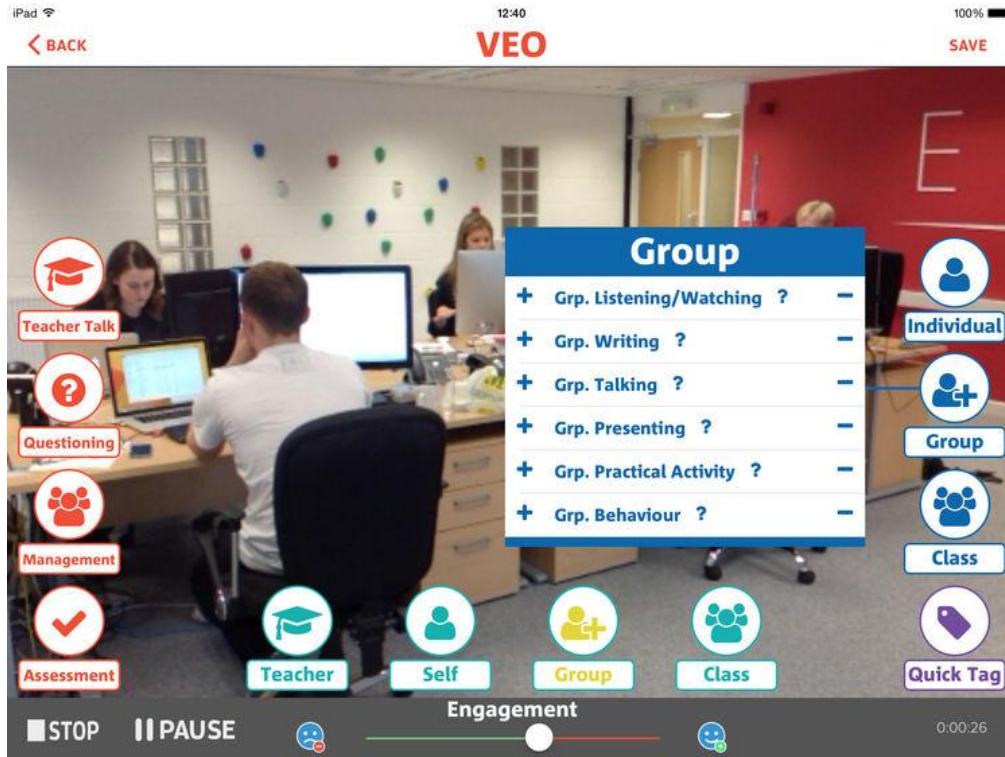 iPad 12:40 100%
BACK VEO SAVE
E
Group
Grp. Listening/Watching ?
Grp. Writing ?
Grp. Talking ?
Grp. Presenting ?
Grp. Practical Activity ?
Grp. Behaviour ?
Teacher Talk
Questioning
Management
Assessment
Individual
Group
Class
Quick Tag
Teacher Self Group Class
Engagement
STOP PAUSE 0:00:26